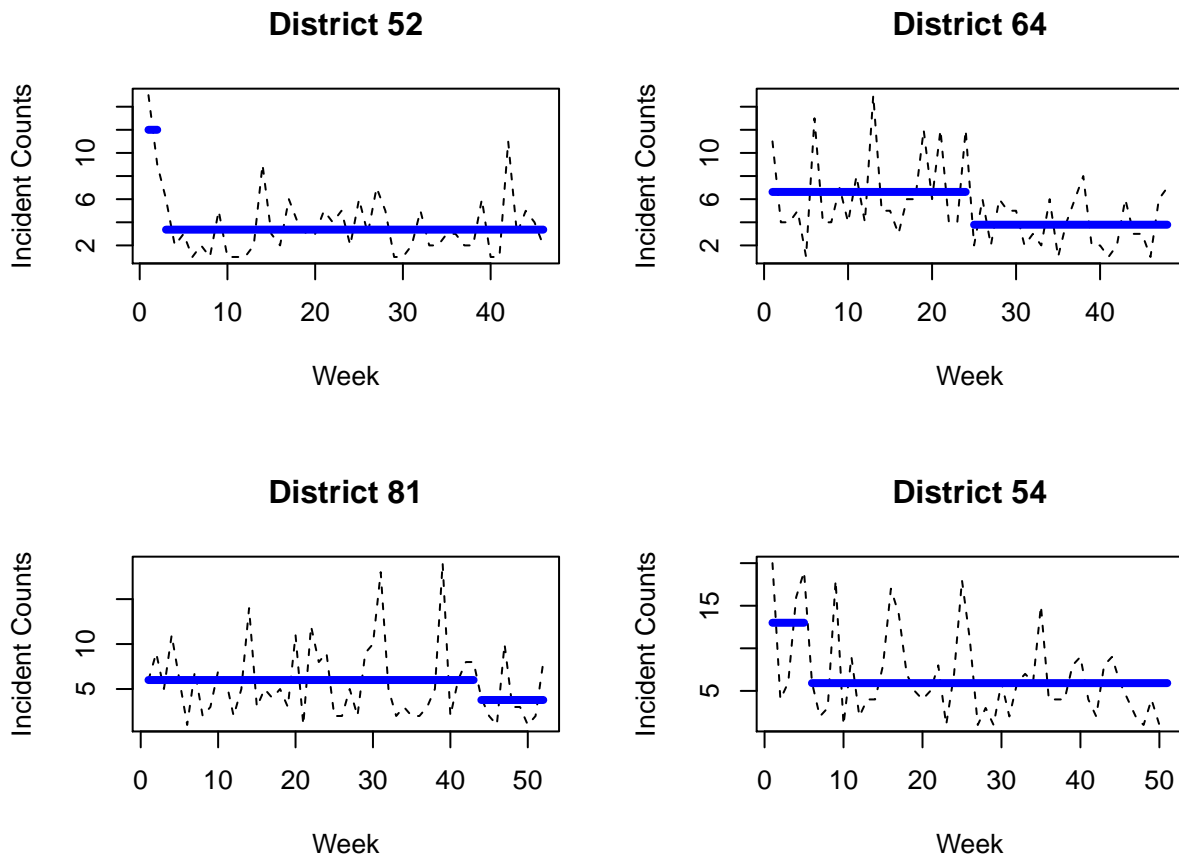 District 52
Incident Counts
2 6 10
0 10 20 30 40
Week
District 64
Incident Counts
2 6 10
0 10 20 30 40
Week
District 81
Incident Counts
5 10
0 10 20 30 40 50
Week
District 54
Incident Counts
5 15
0 10 20 30 40 50
Week